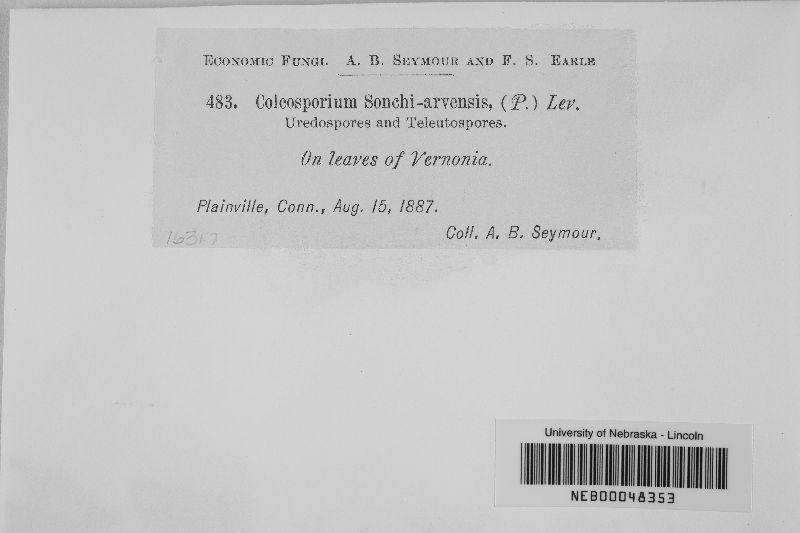 Economic Fungi. A. B. Seymour and F. S. Earle
483. Coleosporium Sonchi-arvensis, (P.) Lev.
Uredospores and Teleutospores.
On leaves of Vernonia.
Plainville, Conn., Aug. 15, 1887.
16317
Coll. A. B. Seymour.
University of Nebraska - Lincoln
NEB00048353